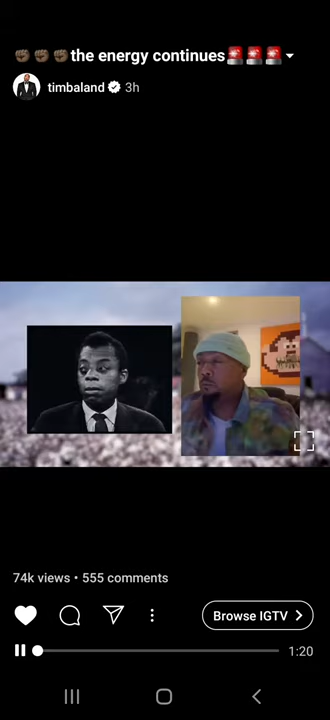 ✊🏿✊🏿✊🏿the energy continues🚨🚨🚨
timbaland 3h
74k views • 555 comments
Browse IGTV
1:20